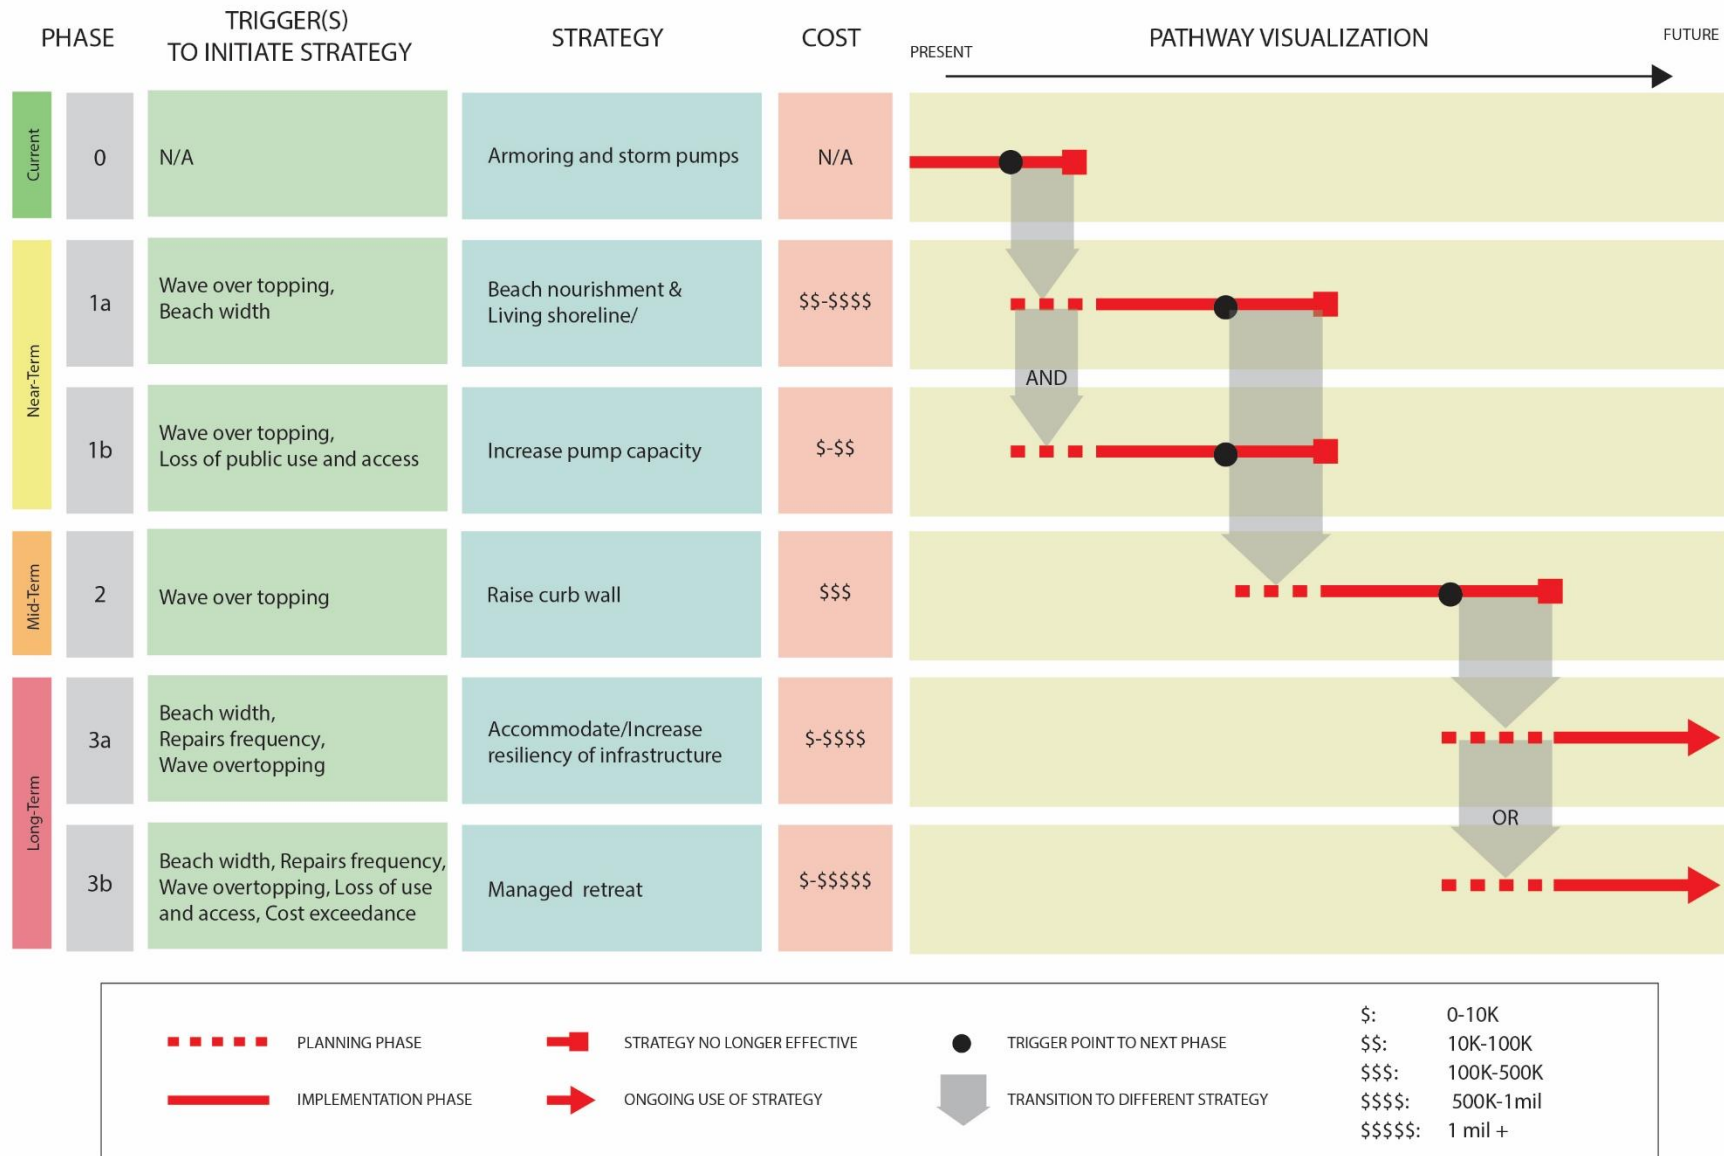 PHASE
TRIGGER(S)
TO INITIATE STRATEGY
STRATEGY
COST
PATHWAY VISUALIZATION
PRESENT
FUTURE
Current
0
N/A
Armoring and storm pumps
N/A
Near-Term
1a
Wave over topping,
Beach width
Beach nourishment &
Living shoreline/
$$-$$$$
AND
1b
Wave over topping,
Loss of public use and access
Increase pump capacity
$-$$
Mid-Term
2
Wave over topping
Raise curb wall
$$$
Long-Term
3a
Beach width,
Repairs frequency,
Wave overtopping
Accommodate/Increase
resiliency of infrastructure
$-$$$$
OR
3b
Beach width, Repairs frequency,
Wave overtopping, Loss of use
and access, Cost exceedance
Managed retreat
$-$$$$$
PLANNING PHASE
IMPLEMENTATION PHASE
STRATEGY NO LONGER EFFECTIVE
ONGOING USE OF STRATEGY
TRIGGER POINT TO NEXT PHASE
TRANSITION TO DIFFERENT STRATEGY
$: 0-10K
$$: 10K-100K
$$$: 100K-500K
$$$$: 500K-1mil
$$$$$: 1 mil +